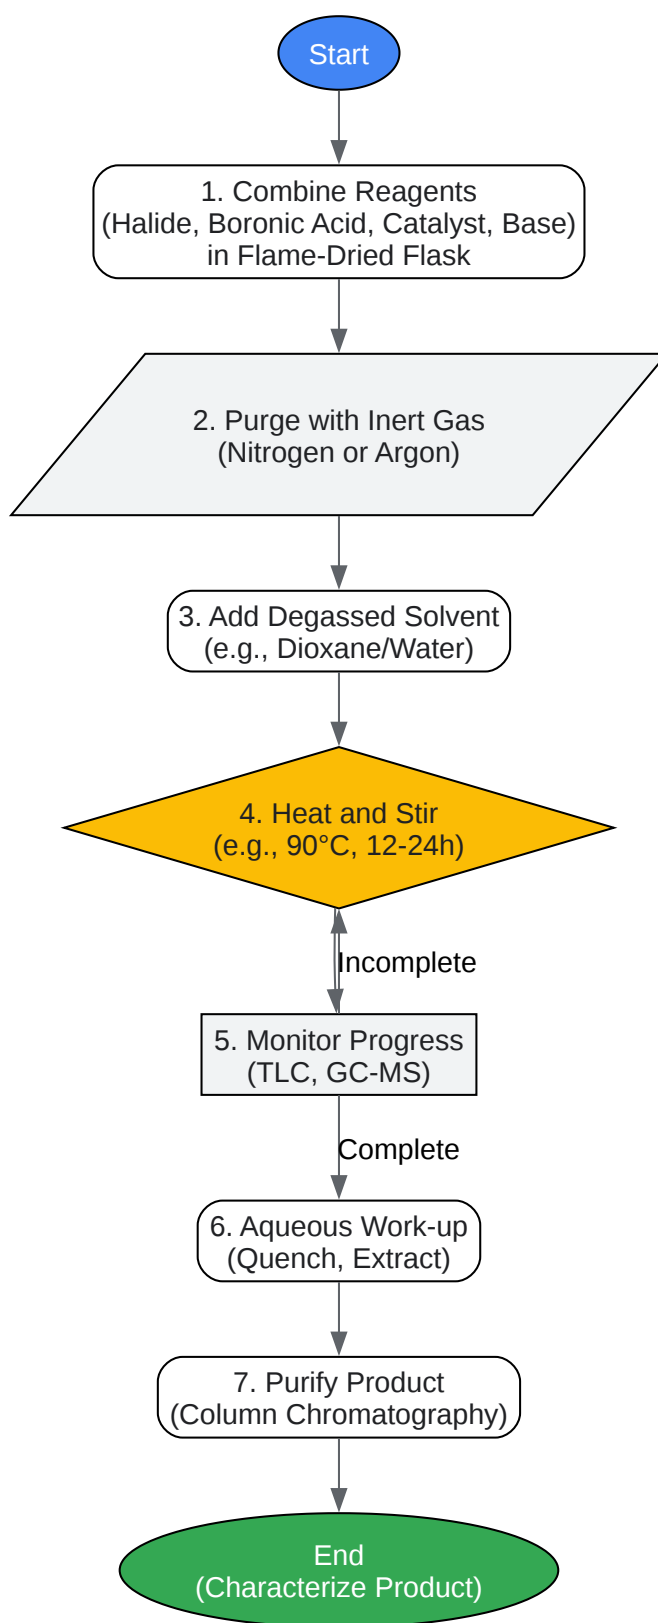 Start
1. Combine Reagents
(Halide, Boronic Acid, Catalyst, Base)
in Flame-Dried Flask
2. Purge with Inert Gas
(Nitrogen or Argon)
3. Add Degassed Solvent
(e.g., Dioxane/Water)
4. Heat and Stir
(e.g., 90°C, 12-24h)
Incomplete
5. Monitor Progress
(TLC, GC-MS)
Complete
6. Aqueous Work-up
(Quench, Extract)
7. Purify Product
(Column Chromatography)
End
(Characterize Product)